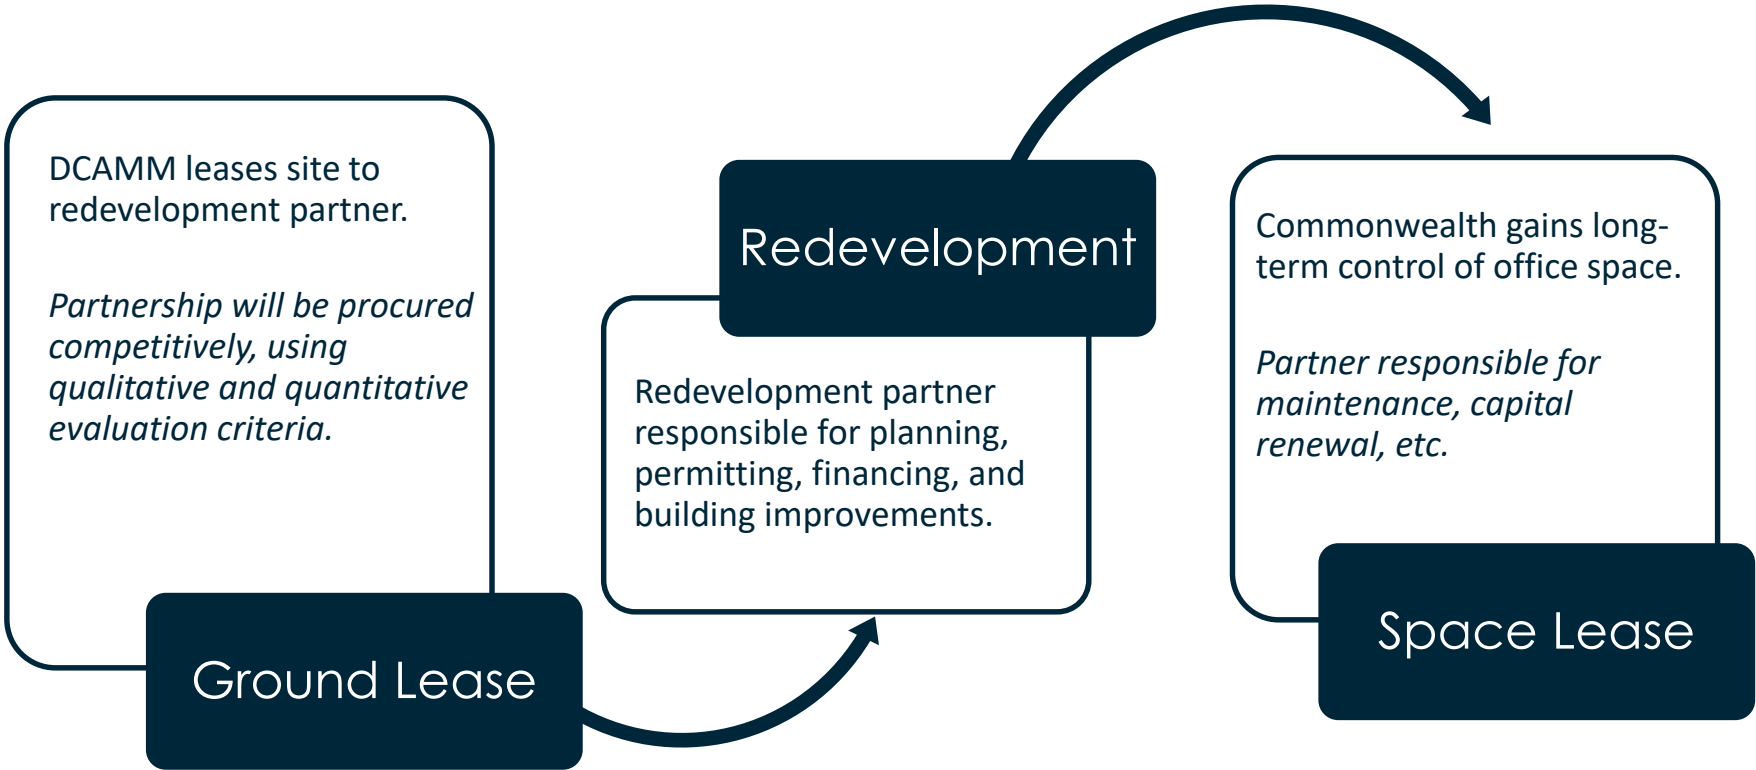 DCAMM leases site to
redevelopment partner.
Partnership will be procured
competitively, using
qualitative and quantitative
evaluation criteria.
Ground Lease
Redevelopment
Redevelopment partner
responsible for planning,
permitting, financing, and
building improvements.
Commonwealth gains long-
term control of office space.
Partner responsible for
maintenance, capital
renewal, etc.
Space Lease